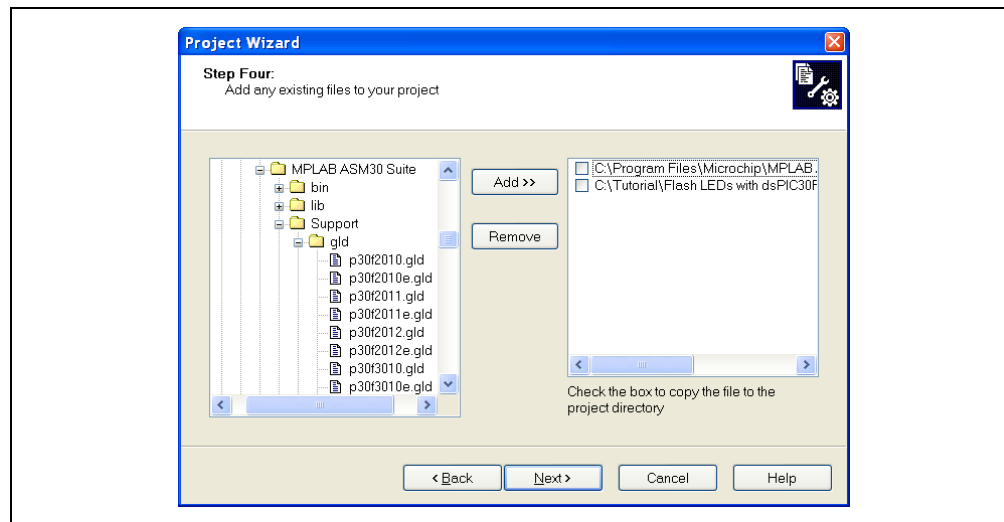 Project Wizard
Step Four:
Add any existing files to your project
MPLAB ASM30 Suite
bin
lib
Support
gld
p30f2010.gld
p30f2010e.gld
p30f2011.gld
p30f2011e.gld
p30f2012.gld
p30f2012e.gld
p30f3010.gld
p30f3010e.gld
Add >>
Remove
C:\Program Files\Microchip\MPLAB
C:\Tutorial\Flash LEDs with dsPIC30F
Check the box to copy the file to the
project directory
< Back
Next >
Cancel
Help